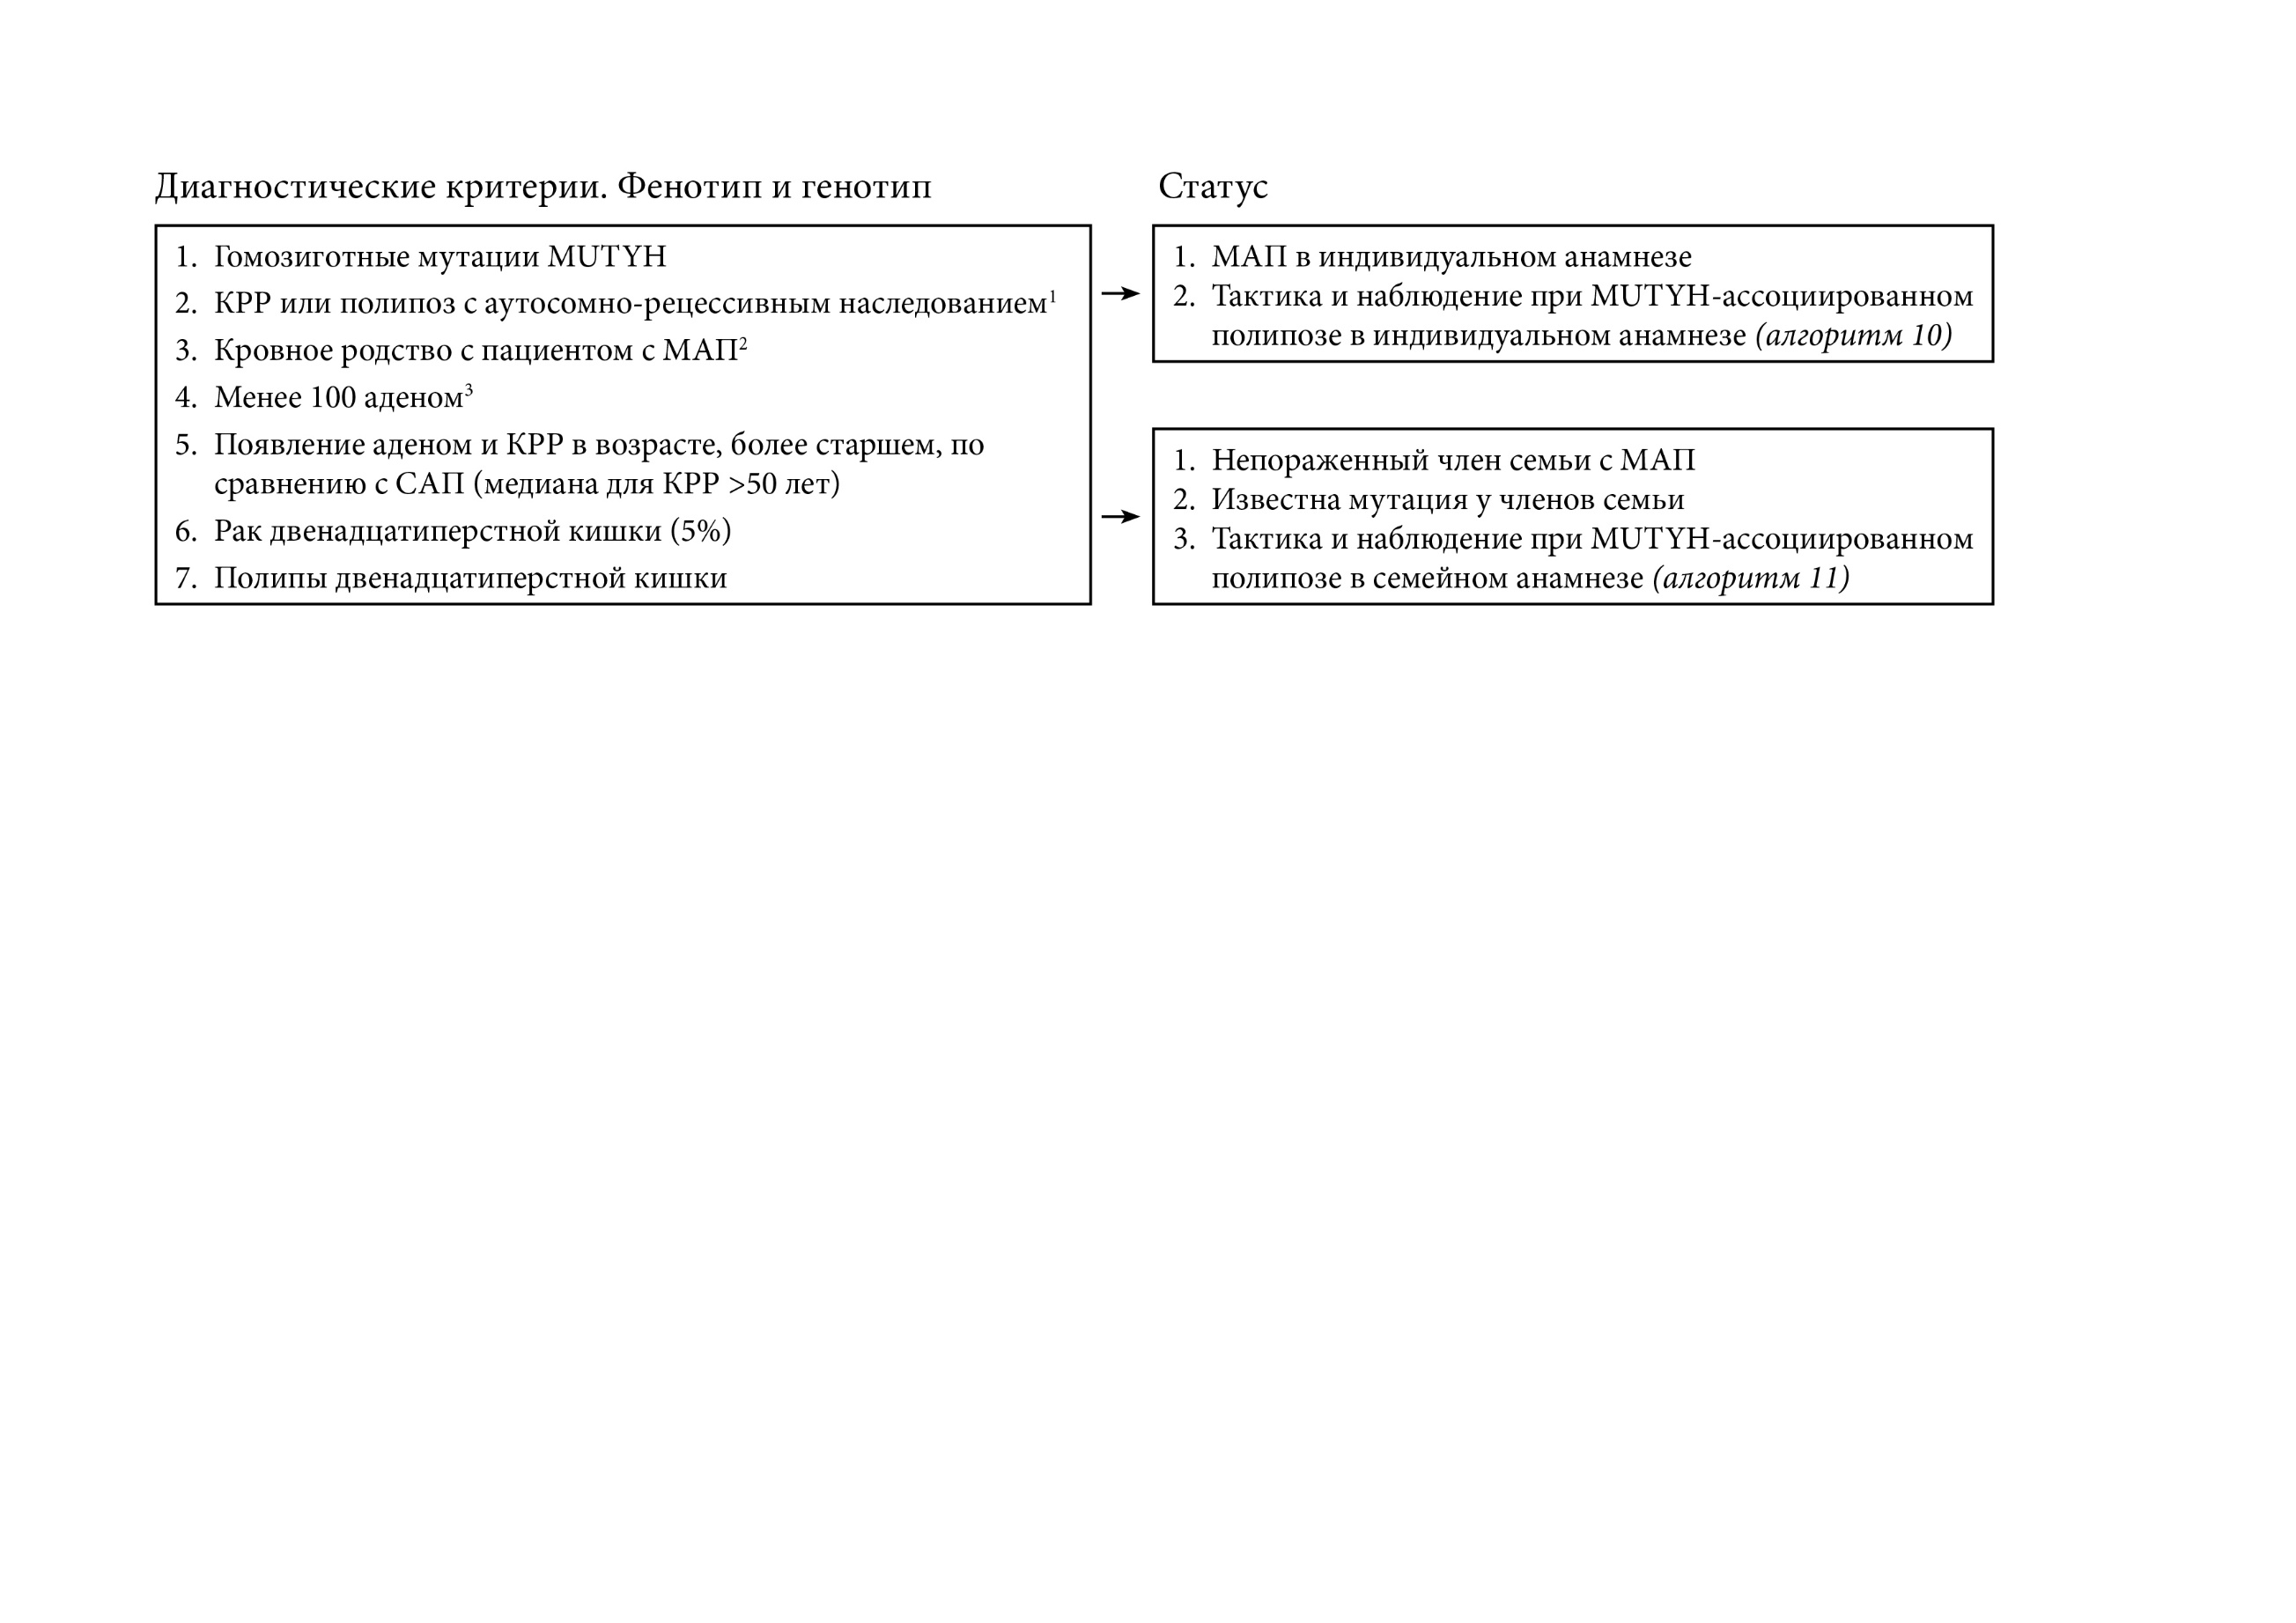 Диагностические критерии. Фенотип и генотип
1. Гомозиготные мутации MUTYH
2. КРР или полипоз с аутосомно-рецессивным наследованием¹
3. Кровное родство с пациентом с МАП²
4. Менее 100 аденом³
5. Появление аденом и КРР в возрасте, более старшем, по
сравнению с САП (медиана для КРР >50 лет)
6. Рак двенадцатиперстной кишки (5%)
7. Полипы двенадцатиперстной кишки
Статус
1. МАП в индивидуальном анамнезе
2. Тактика и наблюдение при MUTYH-ассоциированном
полипозе в индивидуальном анамнезе (алгоритм 10)
1. Непораженный член семьи с МАП
2. Известна мутация у членов семьи
3. Тактика и наблюдение при MUTYH-ассоциированном
полипозе в семейном анамнезе (алгоритм 11)